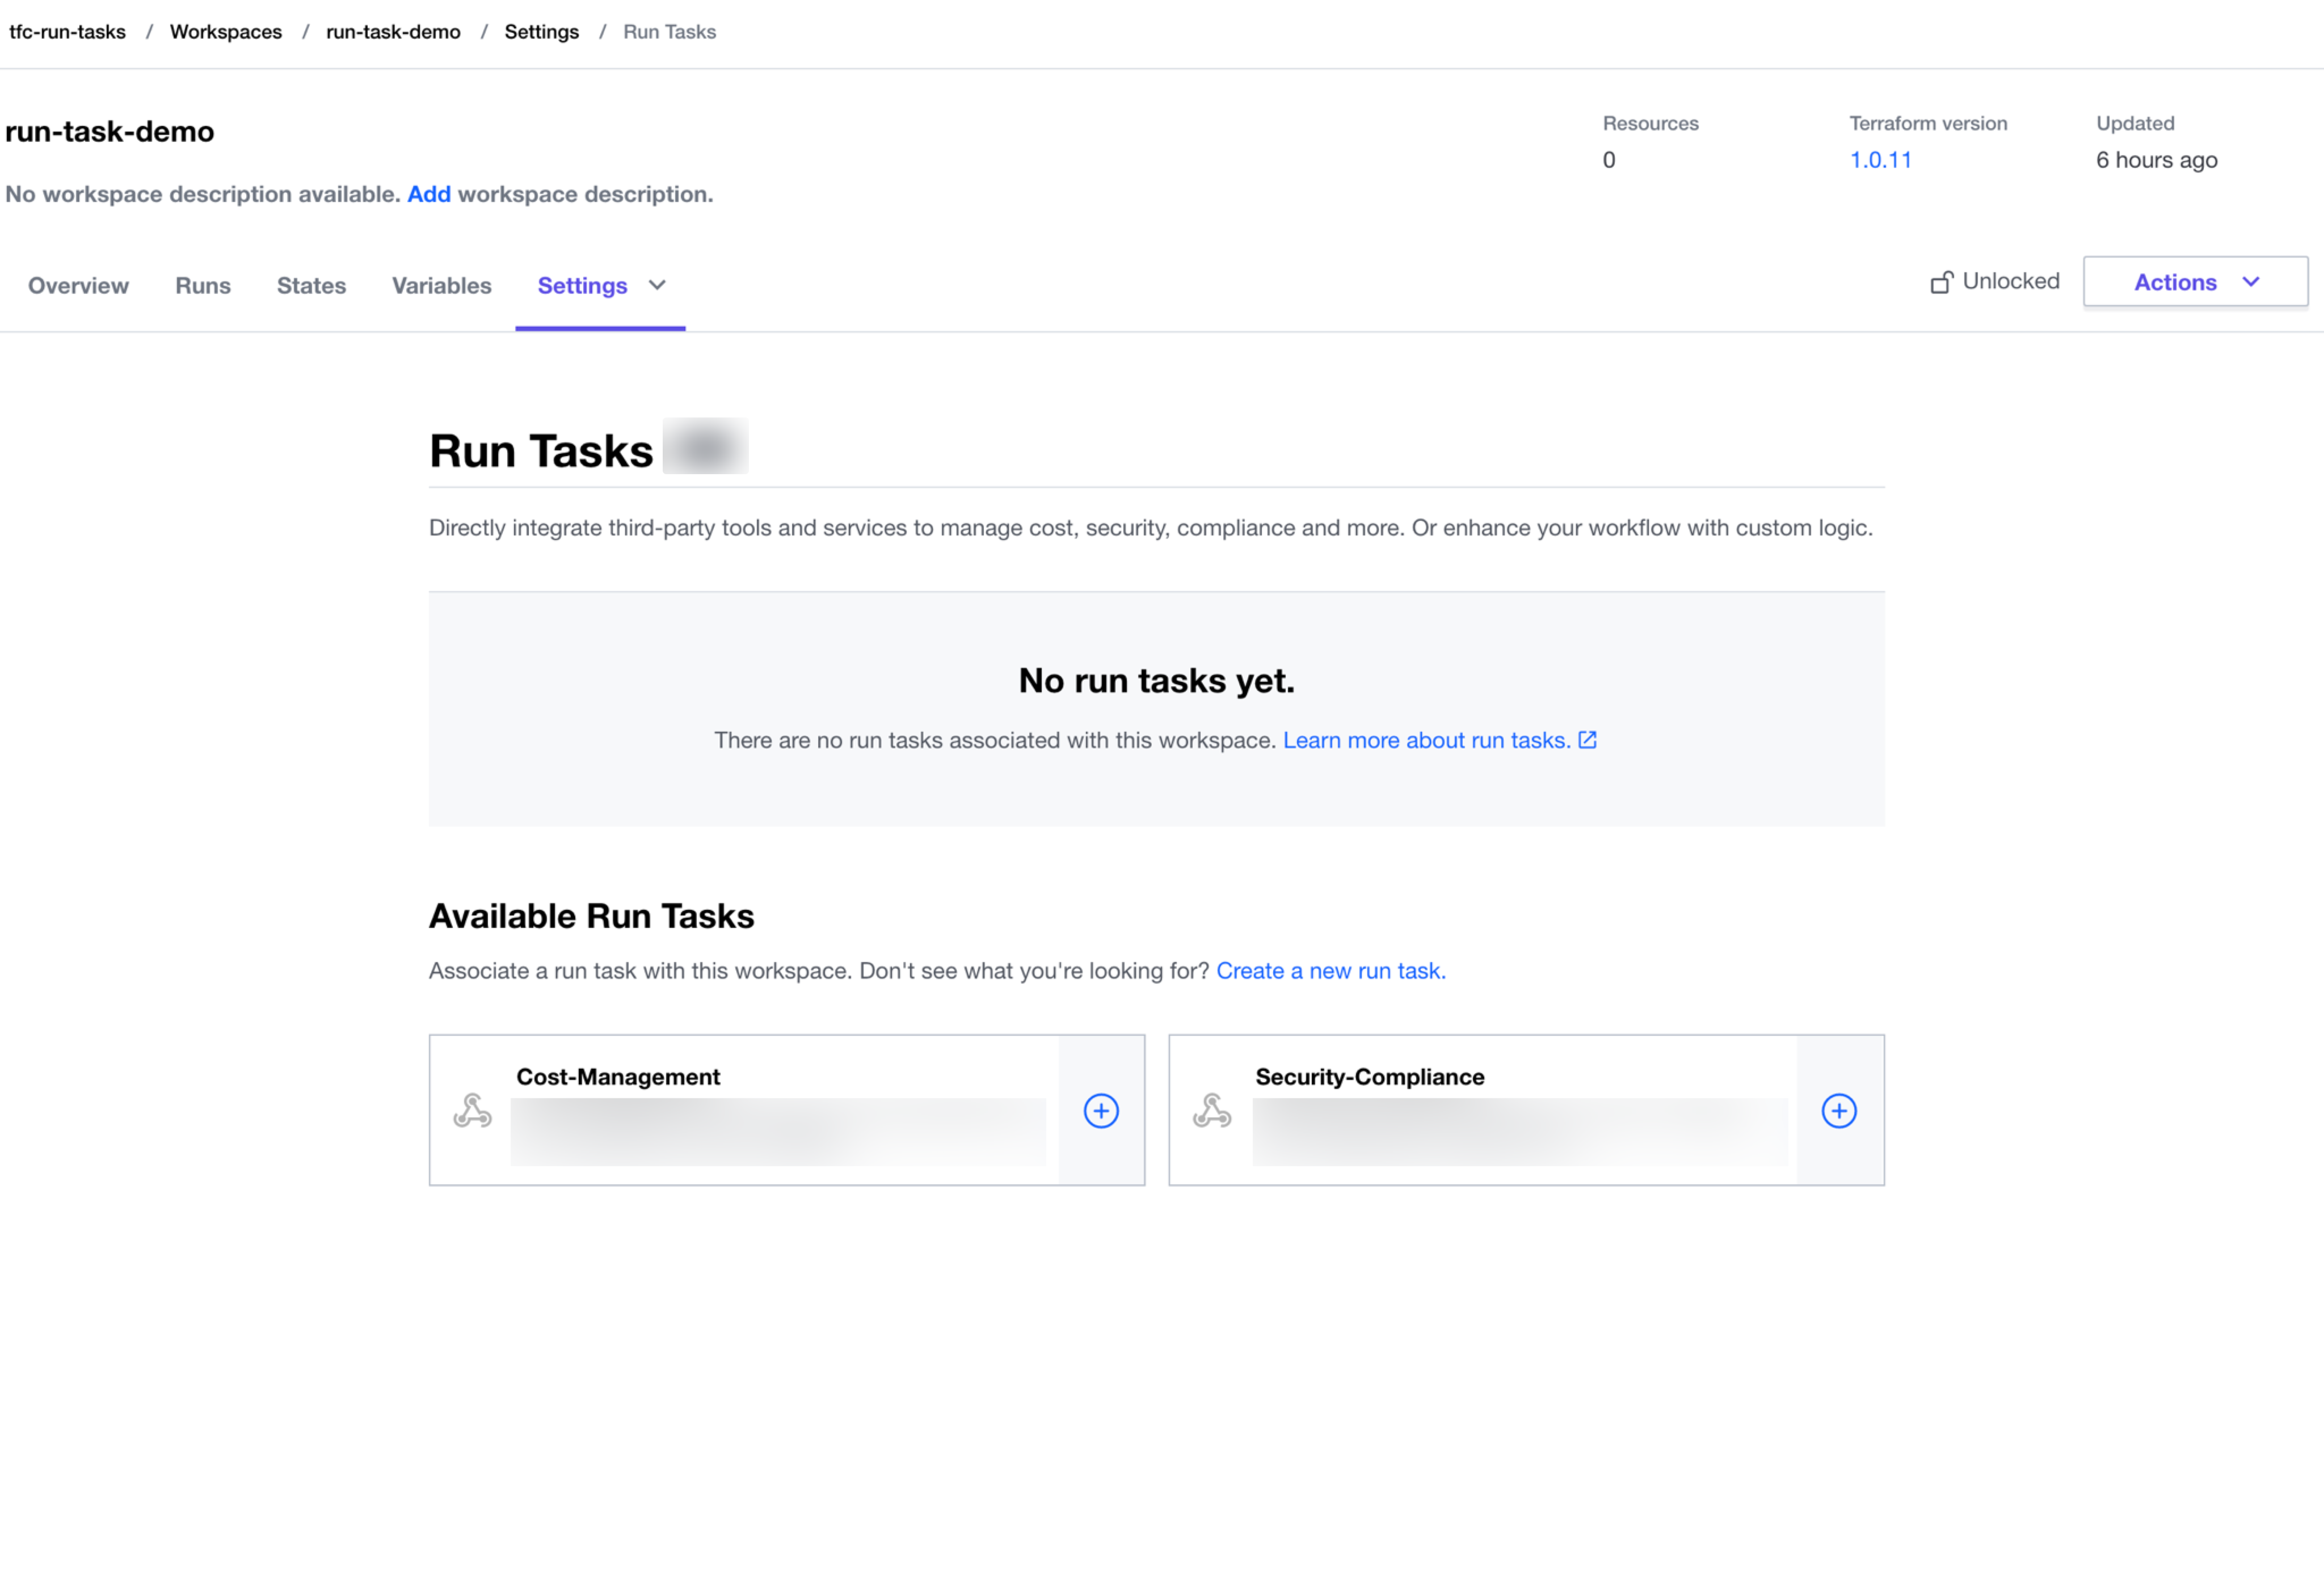 tfc-run-tasks / Workspaces / run-task-demo / Settings / Run Tasks
run-task-demo
No workspace description available. Add workspace description.
Resources
0
Terraform version
1.0.11
Updated
6 hours ago
Overview Runs States Variables Settings
Unlocked
Actions
Run Tasks
Directly integrate third-party tools and services to manage cost, security, compliance and more. Or enhance your workflow with custom logic.
No run tasks yet.
There are no run tasks associated with this workspace. Learn more about run tasks.
Available Run Tasks
Associate a run task with this workspace. Don't see what you're looking for? Create a new run task.
Cost-Management
Security-Compliance